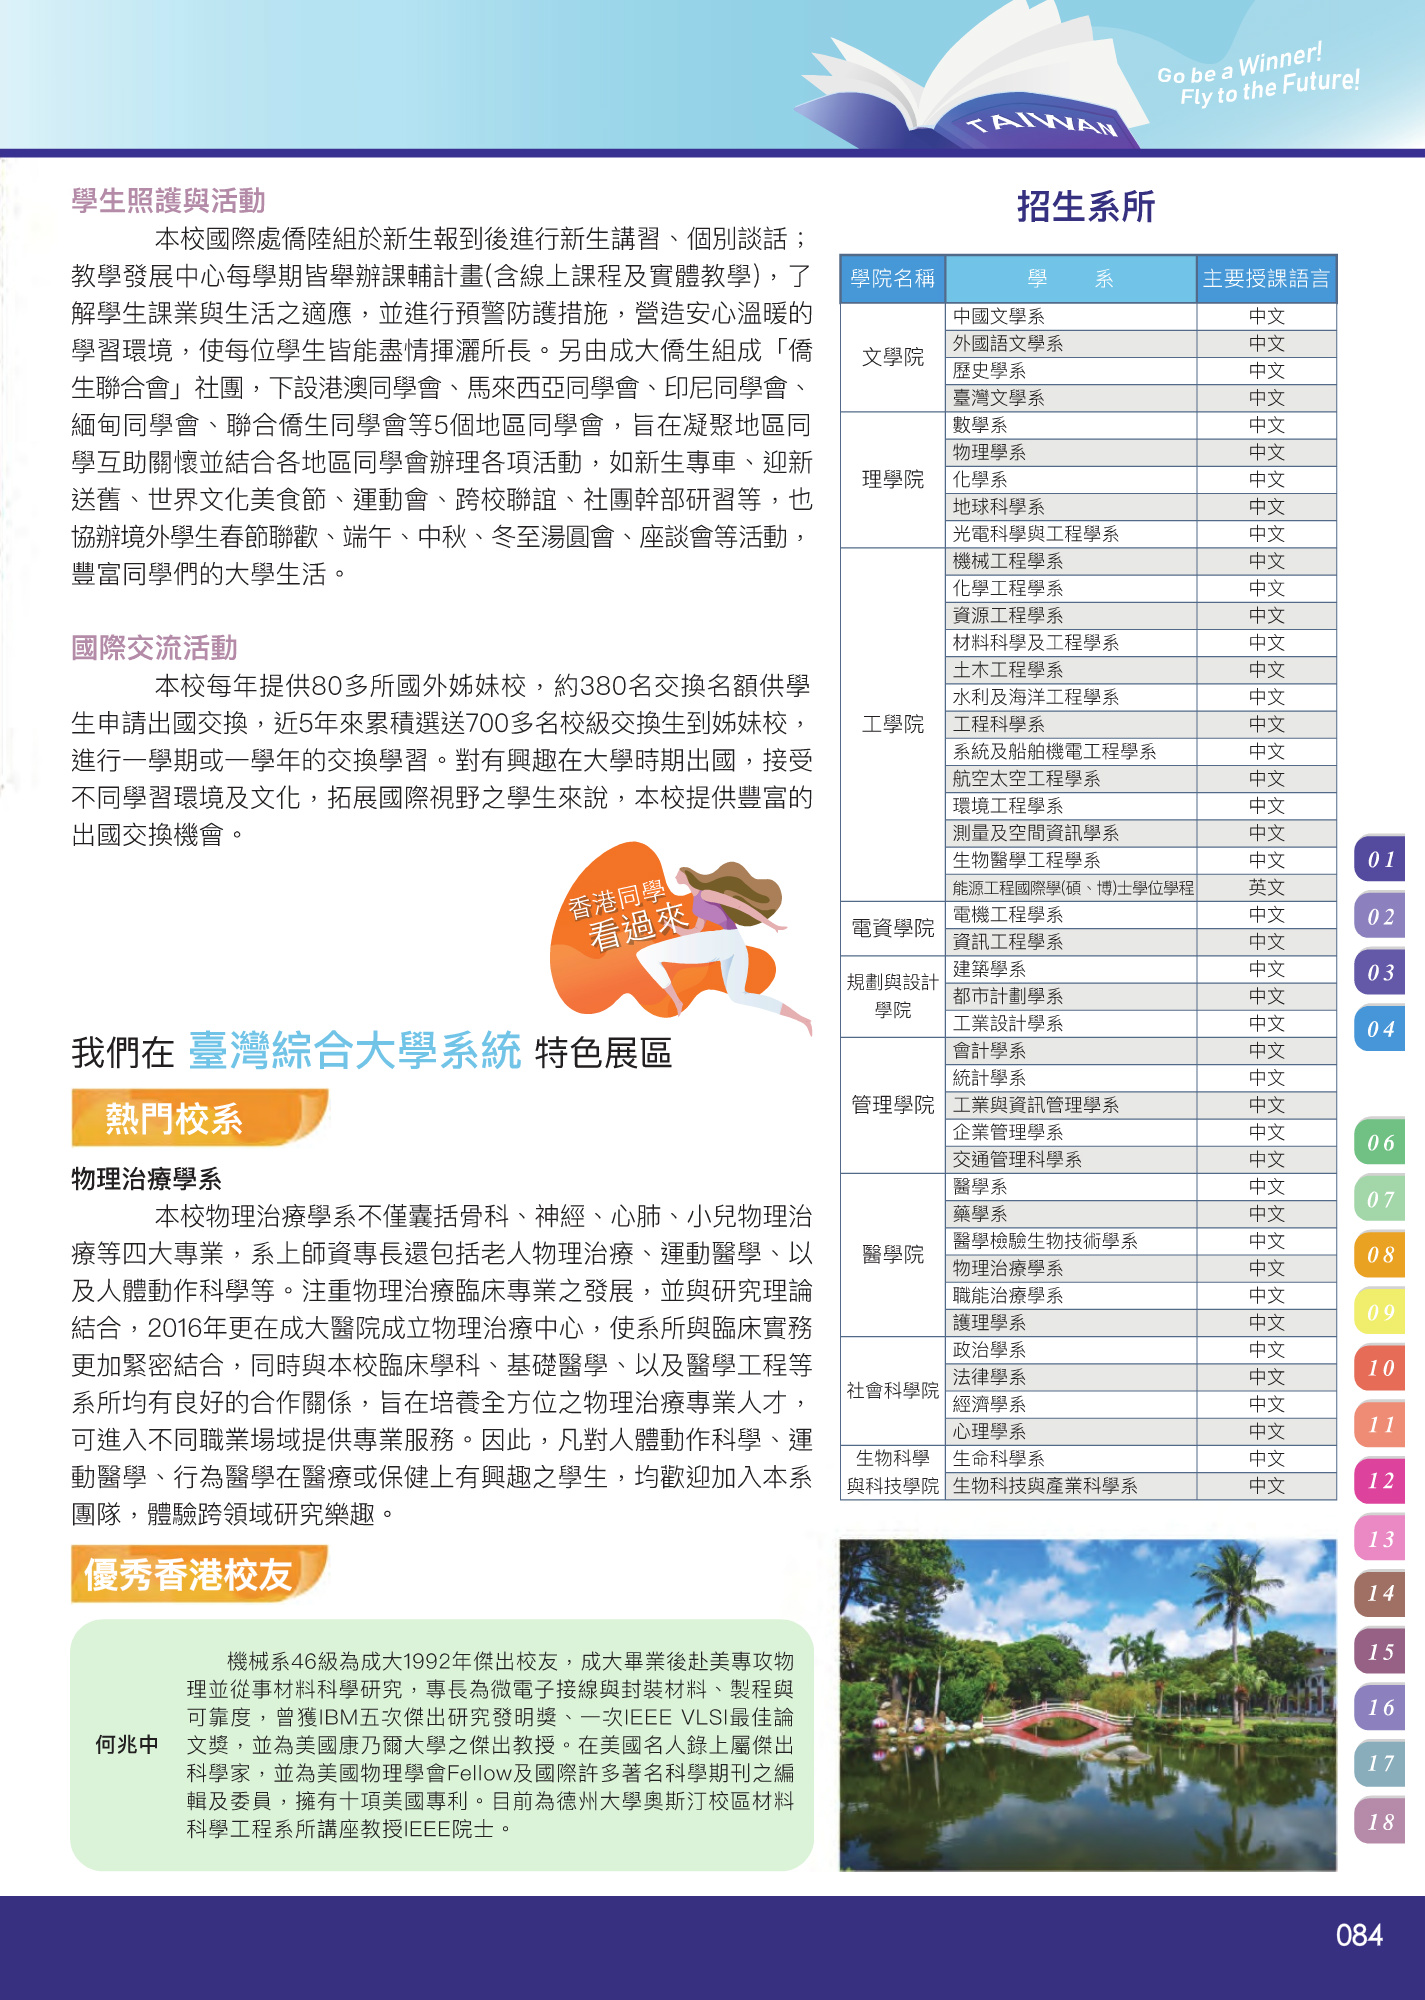 Go be a Winner!
Fly to the Future!
TAIWAN
學生照護與活動
本校國際處僑陸組於新生報到後進行新生講習、個別談話；
教學發展中心每學期皆舉辦課輔計畫(含線上課程及實體教學)，了
解學生課業與生活之適應，並進行預警防護措施，營造安心溫暖的
學習環境，使每位學生皆能盡情揮灑所長。另由成大僑生組成「僑
生聯合會」社團，下設港澳同學會、馬來西亞同學會、印尼同學會、
緬甸同學會、聯合僑生同學會等5個地區同學會，旨在凝聚地區同
學互助關懷並結合各地區同學會辦理各項活動，如新生專車、迎新
送舊、世界文化美食節、運動會、跨校聯誼、社團幹部研習等，也
協辦境外學生春節聯歡、端午、中秋、冬至湯圓會、座談會等活動，
豐富同學們的大學生活。
國際交流活動
本校每年提供80多所國外姊妹校，約380名交換名額供學
生申請出國交換，近5年來累積選送700多名校級交換生到姊妹校，
進行一學期或一學年的交換學習。對有興趣在大學時期出國，接受
不同學習環境及文化，拓展國際視野之學生來說，本校提供豐富的
出國交換機會。
香港同學
看過來
我們在 臺灣綜合大學系統 特色展區
熱門校系
物理治療學系
本校物理治療學系不僅囊括骨科、神經、心肺、小兒物理治
療等四大專業，系上師資專長還包括老人物理治療、運動醫學、以
及人體動作科學等。注重物理治療臨床專業之發展，並與研究理論
結合，2016年更在成大醫院成立物理治療中心，使系所與臨床實務
更加緊密結合，同時與本校臨床學科、基礎醫學、以及醫學工程等
系所均有良好的合作關係，旨在培養全方位之物理治療專業人才，
可進入不同職業場域提供專業服務。因此，凡對人體動作科學、運
動醫學、行為醫學在醫療或保健上有興趣之學生，均歡迎加入本系
團隊，體驗跨領域研究樂趣。
優秀香港校友
何兆中
機械系46級為成大1992年傑出校友，成大畢業後赴美專攻物
理並從事材料科學研究，專長為微電子接線與封裝材料、製程與
可靠度，曾獲IBM五次傑出研究發明獎、一次IEEE VLSI最佳論
文獎，並為美國康乃爾大學之傑出教授。在美國名人錄上屬傑出
科學家，並為美國物理學會Fellow及國際許多著名科學期刊之編
輯及委員，擁有十項美國專利。目前為德州大學奧斯汀校區材料
科學工程系所講座教授IEEE院士。
招生系所
學院名稱 學 系 主要授課語言
文學院
中國文學系 中文
外國語文學系 中文
歷史學系 中文
臺灣文學系 中文
理學院
數學系 中文
物理學系 中文
化學系 中文
地球科學系 中文
光電科學與工程學系 中文
工學院
機械工程學系 中文
化學工程學系 中文
資源工程學系 中文
材料科學及工程學系 中文
土木工程學系 中文
水利及海洋工程學系 中文
工程科學系 中文
系統及船舶機電工程學系 中文
航空太空工程學系 中文
環境工程學系 中文
測量及空間資訊學系 中文
生物醫學工程學系 中文
能源工程國際學(碩、博)士學位學程 英文
電資學院
電機工程學系 中文
資訊工程學系 中文
規劃與設計
學院
建築學系 中文
都市計劃學系 中文
工業設計學系 中文
管理學院
會計學系 中文
統計學系 中文
工業與資訊管理學系 中文
企業管理學系 中文
交通管理科學系 中文
醫學院
醫學系 中文
藥學系 中文
醫學檢驗生物技術學系 中文
物理治療學系 中文
職能治療學系 中文
護理學系 中文
社會科學院
政治學系 中文
法律學系 中文
經濟學系 中文
心理學系 中文
生物科學
與科技學院
生命科學系 中文
生物科技與產業科學系 中文
01
02
03
04
06
07
08
09
10
11
12
13
14
15
16
17
18
084